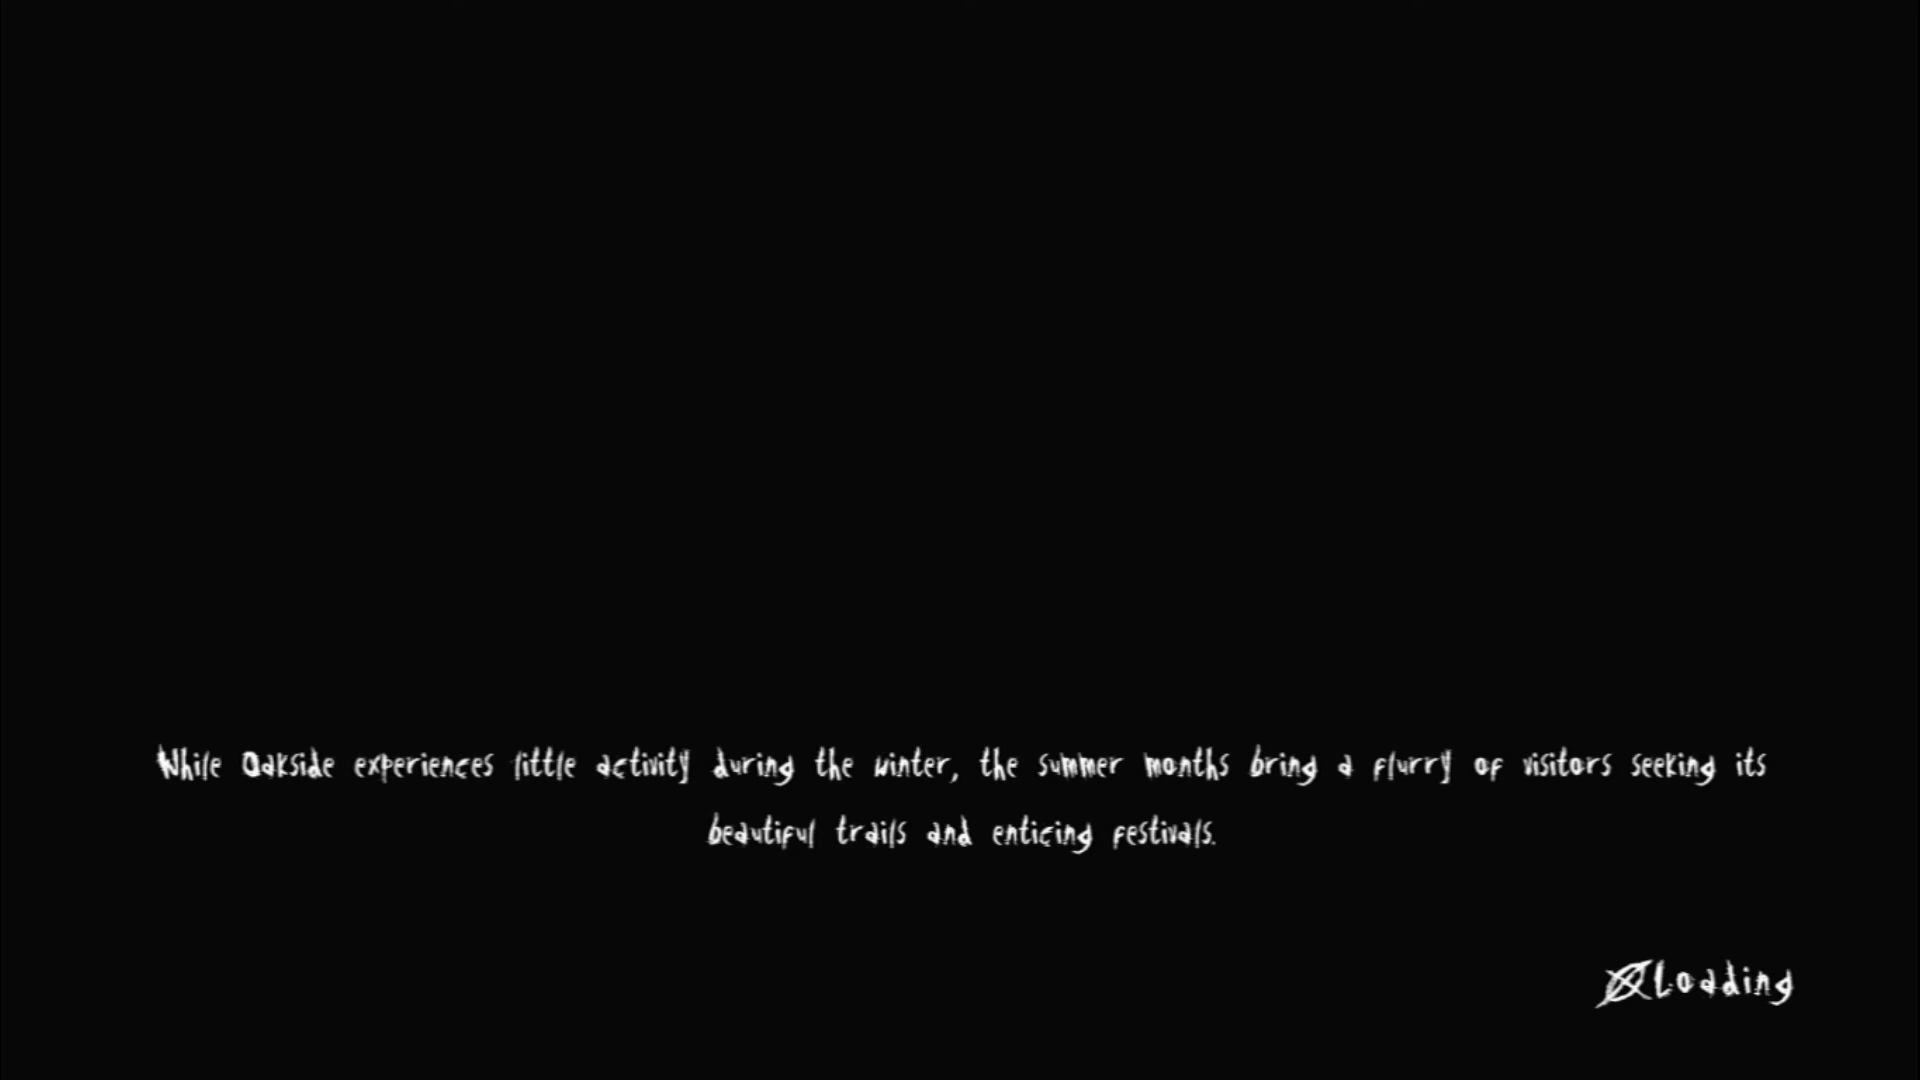 While Oakside experiences little activity during the winter, the summer months bring a flurry of visitors seeking its
beautiful trails and enticing festivals.
Loading